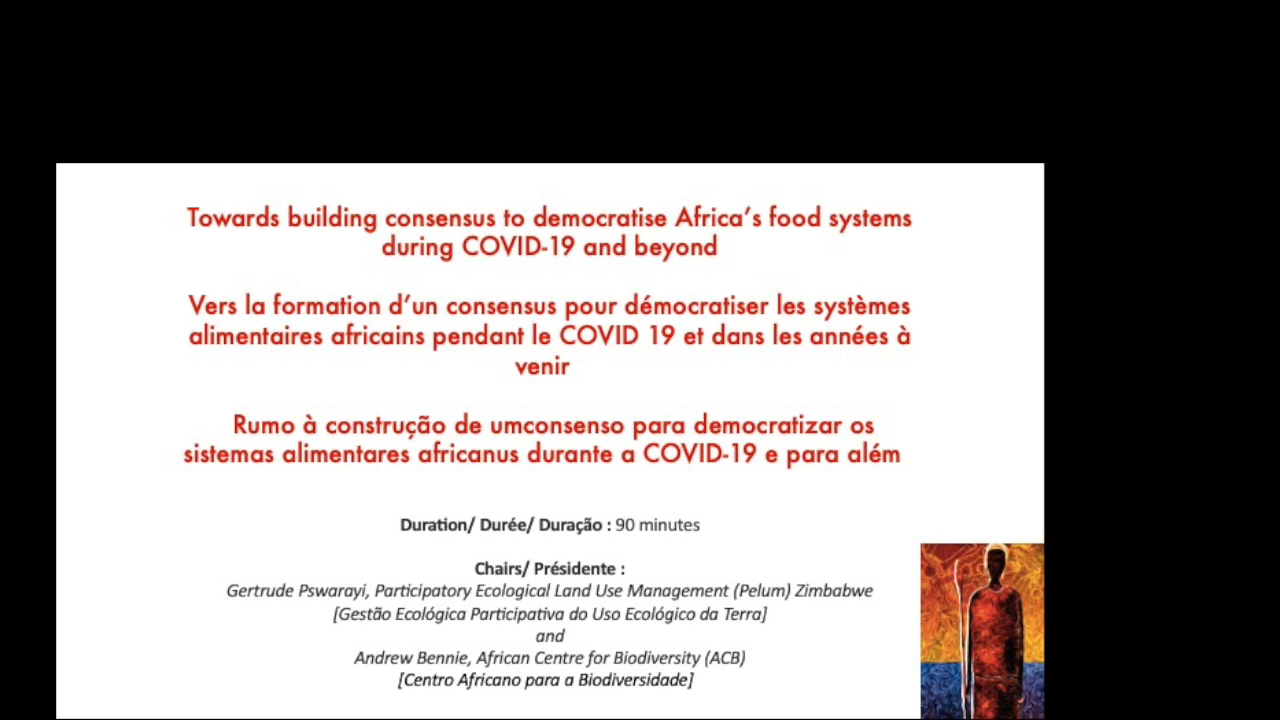 Towards building consensus to democratise Africa’s food systems
during COVID-19 and beyond
Vers la formation d’un consensus pour démocratiser les systèmes
alimentaires africains pendant le COVID 19 et dans les années à
venir
Rumo à construção de umconsenso para democratizar os
sistemas alimentares africanus durante a COVID-19 e para além
Duration/ Durée/ Duração : 90 minutes
Chairs/ Présidente :
Gertrude Pswarayi, Participatory Ecological Land Use Management (Pelum) Zimbabwe
[Gestão Ecológica Participativa do Uso Ecológico da Terra]
and
Andrew Bennie, African Centre for Biodiversity (ACB)
[Centro Africano para a Biodiversidade]